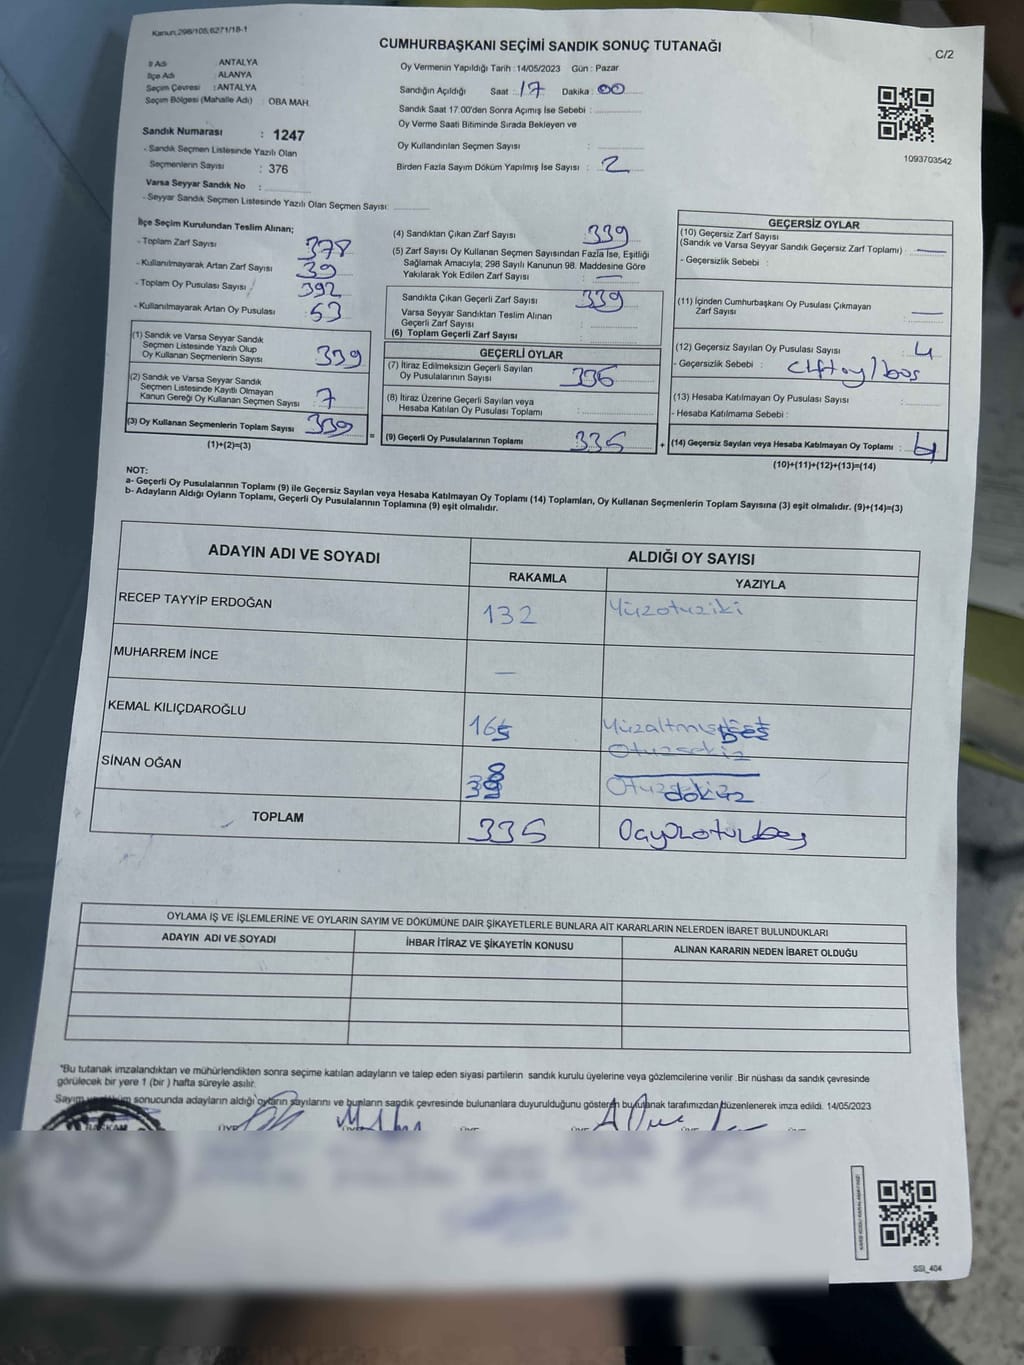 Kanun;298/105;6271/18-1
CUMHURBAŞKANI SEÇİMİ SANDIK SONUÇ TUTANAĞI
C/2
İl Adı : ANTALYA
İlçe Adı : ALANYA
Seçim Çevresi : ANTALYA
Seçim Bölgesi (Mahalle Adı) : OBA MAH.
Sandık Numarası : 1247
- Sandık Seçmen Listesinde Yazılı Olan
Seçmenlerin Sayısı : 376
Varsa Seyyar Sandık No :
- Seyyar Sandık Seçmen Listesinde Yazılı Olan Seçmen Sayısı:
Oy Vermenin Yapıldığı Tarih : 14/05/2023 Gün : Pazar
Sandığın Açıldığı Saat : 17 Dakika : 00
Sandık Saat 17:00'den Sonra Açımış İse Sebebi :
Oy Verme Saati Bitiminde Sırada Bekleyen ve
Oy Kullandırılan Seçmen Sayısı :
Birden Fazla Sayım Döküm Yapılmış İse Sayısı : 2
1093703542
İlçe Seçim Kurulundan Teslim Alınan;
- Toplam Zarf Sayısı : 378
- Kullanılmayarak Artan Zarf Sayısı : 39
- Toplam Oy Pusulası Sayısı : 392
- Kullanılmayarak Artan Oy Pusulası : 53
(1) Sandık ve Varsa Seyyar Sandık
Seçmen Listesinde Yazılı Olup
Oy Kullanan Seçmenlerin Sayısı : 339
(2) Sandık ve Varsa Seyyar Sandık
Seçmen Listesinde Kayıtlı Olmayan
Kanun Gereği Oy Kullanan Seçmen Sayısı : 7
(3) Oy Kullanan Seçmenlerin Toplam Sayısı : 339
(1)+(2)=(3)
(4) Sandıktan Çıkan Zarf Sayısı : 339
(5) Zarf Sayısı Oy Kullanan Seçmen Sayısından Fazla İse, Eşitliği
Sağlamak Amacıyla, 298 Sayılı Kanunun 98. Maddesine Göre
Yakılarak Yok Edilen Zarf Sayısı : —
Sandıkta Çıkan Geçerli Zarf Sayısı : 339
Varsa Seyyar Sandıktan Teslim Alınan
Geçerli Zarf Sayısı :
(6) Toplam Geçerli Zarf Sayısı :
GEÇERLİ OYLAR
(7) İtiraz Edilmeksizin Geçerli Sayılan
Oy Pusulalarının Sayısı : 336
(8) İtiraz Üzerine Geçerli Sayılan veya
Hesaba Katılan Oy Pusulası Toplamı :
= (9) Geçerli Oy Pusulalarının Toplamı : 335
GEÇERSİZ OYLAR
(10) Geçersiz Zarf Sayısı
(Sandık ve Varsa Seyyar Sandık Geçersiz Zarf Toplamı) : —
- Geçersizlik Sebebi :
(11) İçinden Cumhurbaşkanı Oy Pusulası Çıkmayan
Zarf Sayısı : —
(12) Geçersiz Sayılan Oy Pusulası Sayısı : 4
- Geçersizlik Sebebi : çift oy/boş
(13) Hesaba Katılmayan Oy Pusulası Sayısı :
- Hesaba Katılmama Sebebi :
+ (14) Geçersiz Sayılan veya Hesaba Katılmayan Oy Toplamı : 4
(10)+(11)+(12)+(13)=(14)
NOT:
a- Geçerli Oy Pusulalarının Toplamı (9) ile Geçersiz Sayılan veya Hesaba Katılmayan Oy Toplamı (14) Toplamları, Oy Kullanan Seçmenlerin Toplam Sayısına (3) eşit olmalıdır. (9)+(14)=(3)
b- Adayların Aldığı Oyların Toplamı, Geçerli Oy Pusulalarının Toplamına (9) eşit olmalıdır.
ADAYIN ADI VE SOYADI ALDIĞI OY SAYISI
RAKAMLA YAZIYLA
RECEP TAYYİP ERDOĞAN 132 Yüzotuziki
MUHARREM İNCE —
KEMAL KILIÇDAROĞLU 165 Yüzaltmış
Otuzsekiz
SİNAN OĞAN Otuz dokuz
TOPLAM 335
OYLAMA İŞ VE İŞLEMLERİNE VE OYLARIN SAYIM VE DÖKÜMÜNE DAİR ŞİKAYETLERLE BUNLARA AİT KARARLARIN NELERDEN İBARET BULUNDUKLARI
ADAYIN ADI VE SOYADI İHBAR İTİRAZ VE ŞİKAYETİN KONUSU ALINAN KARARIN NEDEN İBARET OLDUĞU
"Bu tutanak imzalandıktan ve mühürlendikten sonra seçime katılan adayların ve talep eden siyasi partilerin sandık kurulu üyelerine veya gözlemcilerine verilir .Bir nüshası da sandık çevresinde
görülecek bir yere 1 (bir ) hafta süreyle asılır.
Sayım sonucunda adayların aldığı oyların sayılarını ve bunların sandık çevresinde bulunanlara duyurulduğunu gösteren bu tutanak tarafımızdan düzenlenerek imza edildi. 14/05/2023
BAŞKAN
SSI_404